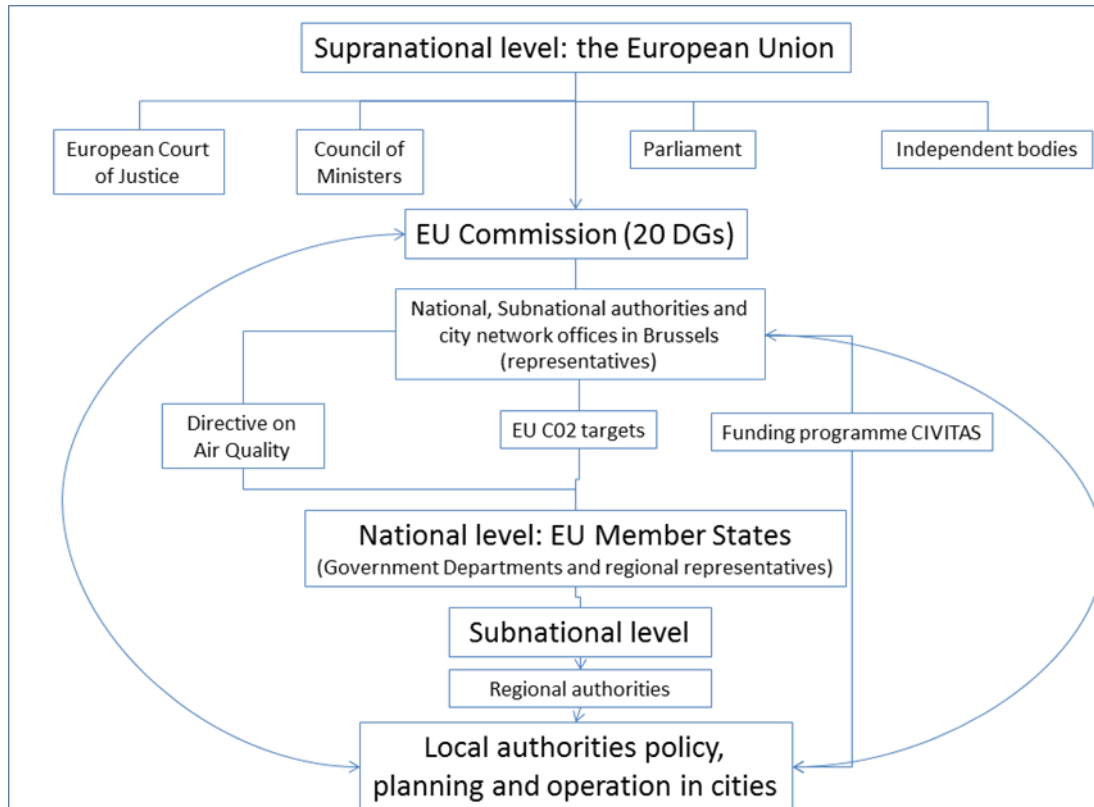 Supranational level: the European Union
European Court
of Justice
Council of
Ministers
Parliament
Independent bodies
EU Commission (20 DGs)
National, Subnational authorities and
city network offices in Brussels
(representatives)
Directive on
Air Quality
EU C02 targets
Funding programme CIVITAS
National level: EU Member States
(Government Departments and regional representatives)
Subnational level
Regional authorities
Local authorities policy,
planning and operation in cities